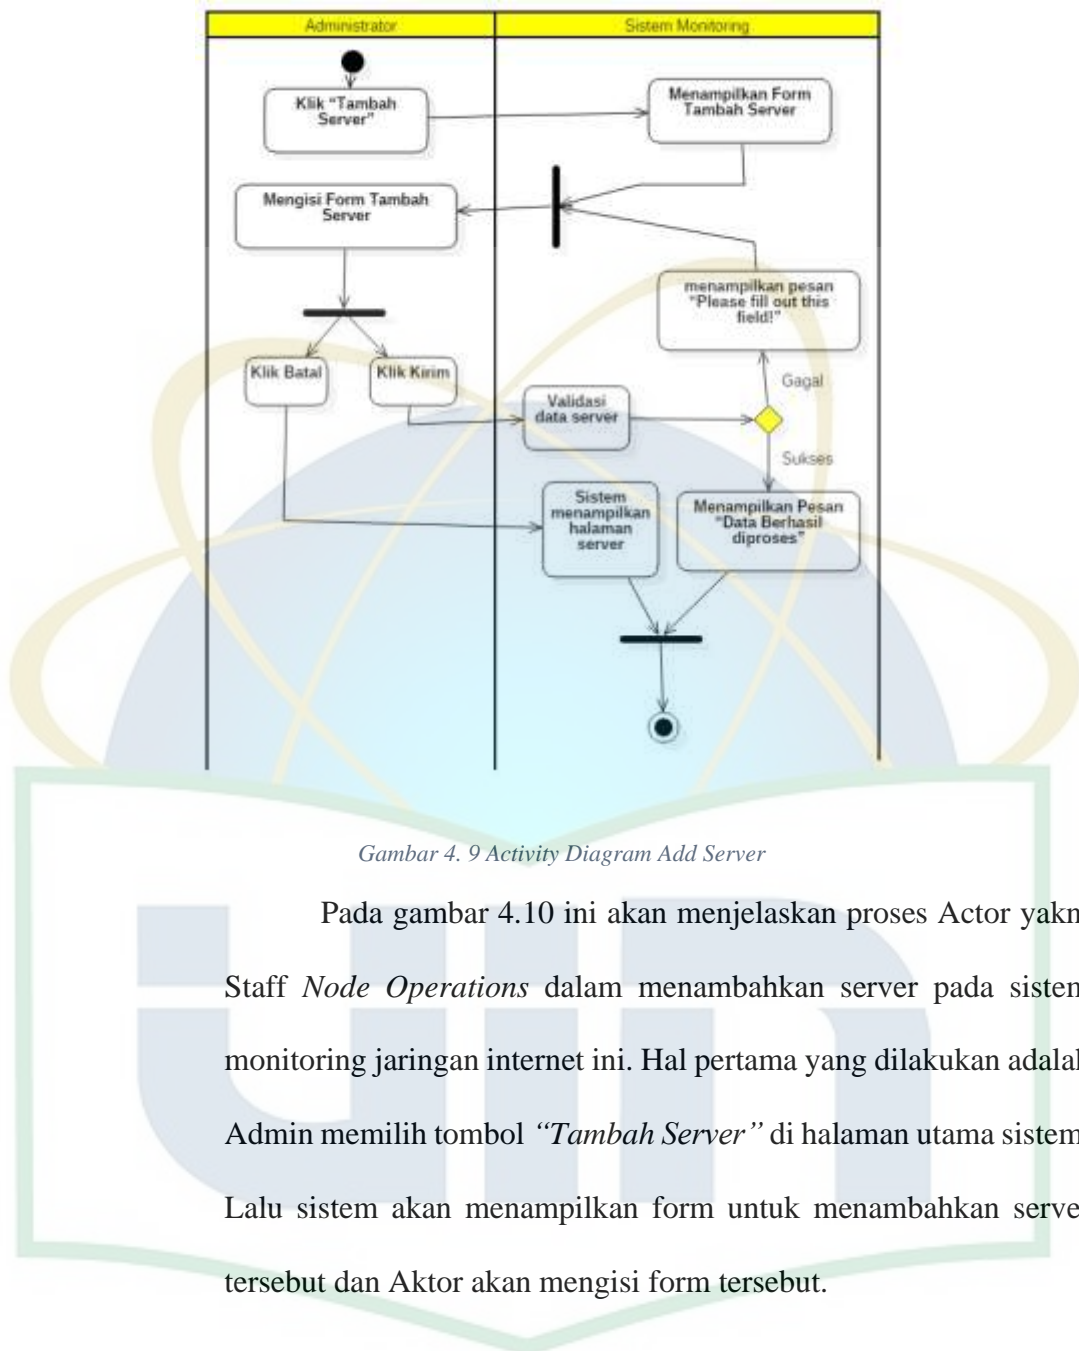 Administrator
Sistem Monitoring
Klik “Tambah
Server”
Menampilkan Form
Tambah Server
Mengisi Form Tambah
Server
menampilkan pesan
“Please fill out this
field!”
Klik Batal
Klik Kirim
Gagal
Validasi
data server
Sukses
Sistem
menampilkan
halaman
server
Menampilkan Pesan
“Data Berhasil
diproses”
Gambar 4. 9 Activity Diagram Add Server
Pada gambar 4.10 ini akan menjelaskan proses Actor yakn
Staff Node Operations dalam menambahkan server pada sistem
monitoring jaringan internet ini. Hal pertama yang dilakukan adalah
Admin memilih tombol “Tambah Server” di halaman utama sistem
Lalu sistem akan menampilkan form untuk menambahkan serve
tersebut dan Aktor akan mengisi form tersebut.
uin